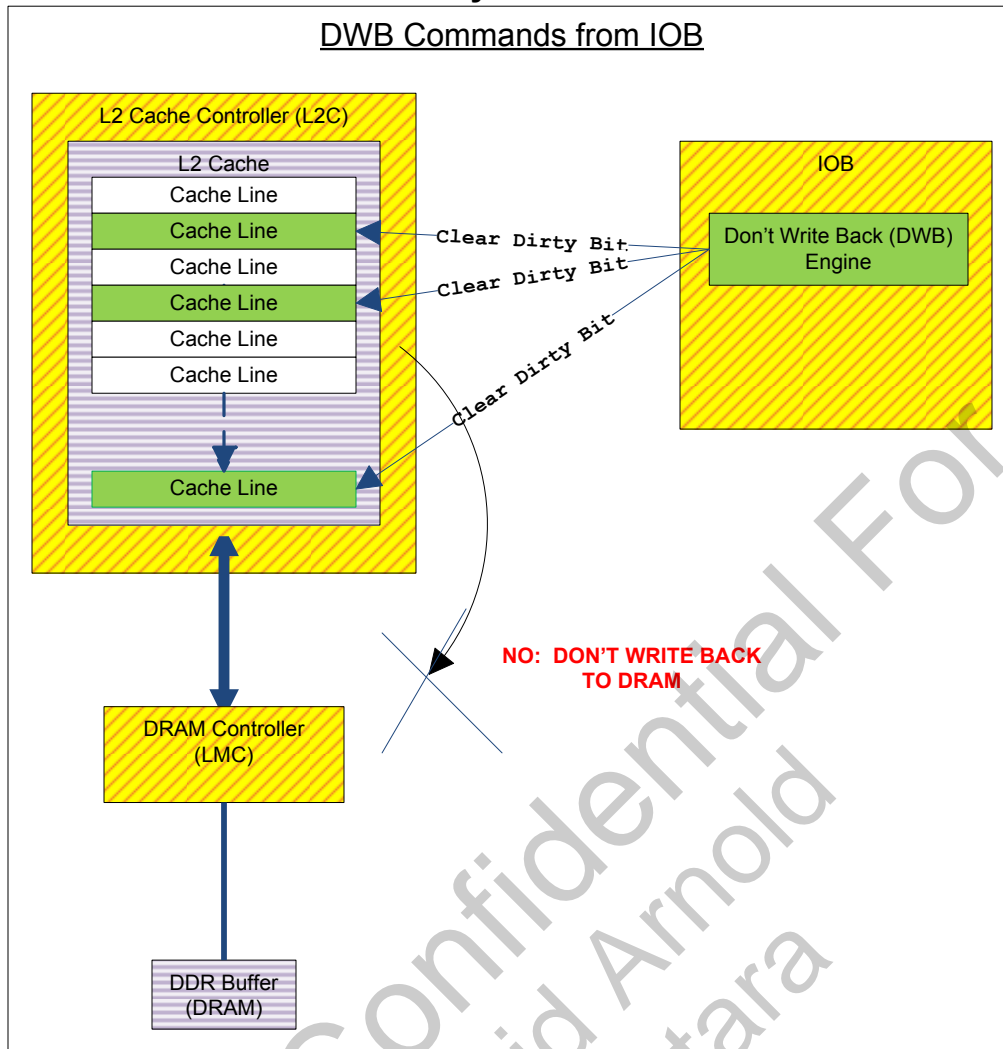 DWB Commands from IOB
L2 Cache Controller (L2C)
L2 Cache
Cache Line
Cache Line
Cache Line
Cache Line
Cache Line
Cache Line
Cache Line
IOB
Don't Write Back (DWB)
Engine
Clear Dirty Bit
Clear Dirty Bit
Clear Dirty Bit
NO: DON'T WRITE BACK
TO DRAM
DRAM Controller
(LMC)
DDR Buffer
(DRAM)
Confidential For
Arnold